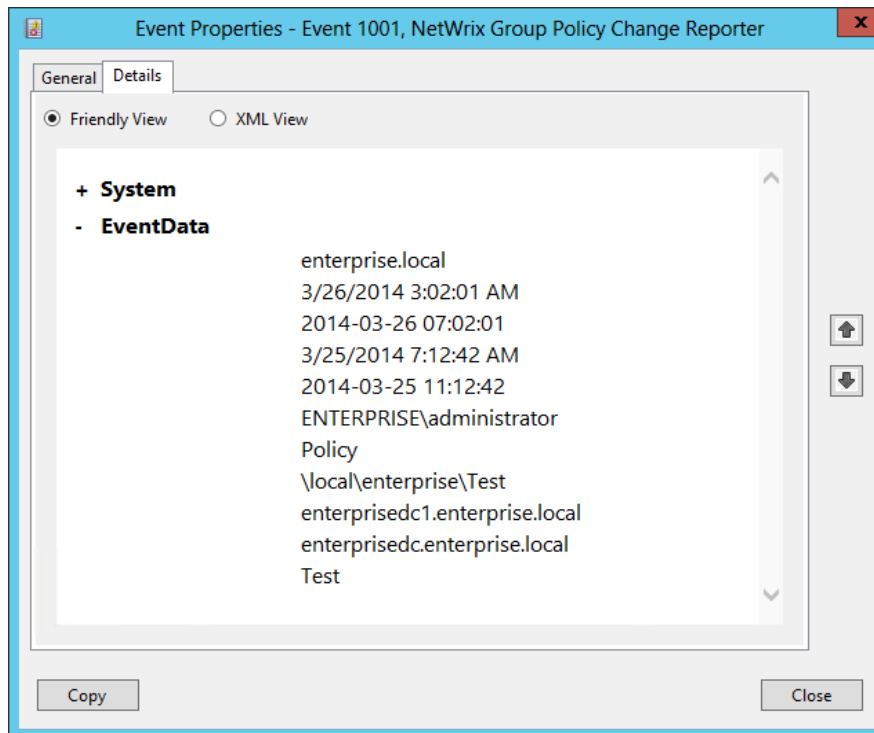 Event Properties - Event 1001, NetWrix Group Policy Change Reporter
x
General Details
Friendly View XML View
+ System
- EventData
enterprise.local
3/26/2014 3:02:01 AM
2014-03-26 07:02:01
3/25/2014 7:12:42 AM
2014-03-25 11:12:42
ENTERPRISE\administrator
Policy
\local\enterprise\Test
enterprisedc1.enterprise.local
enterprisedc.enterprise.local
Test
Copy Close